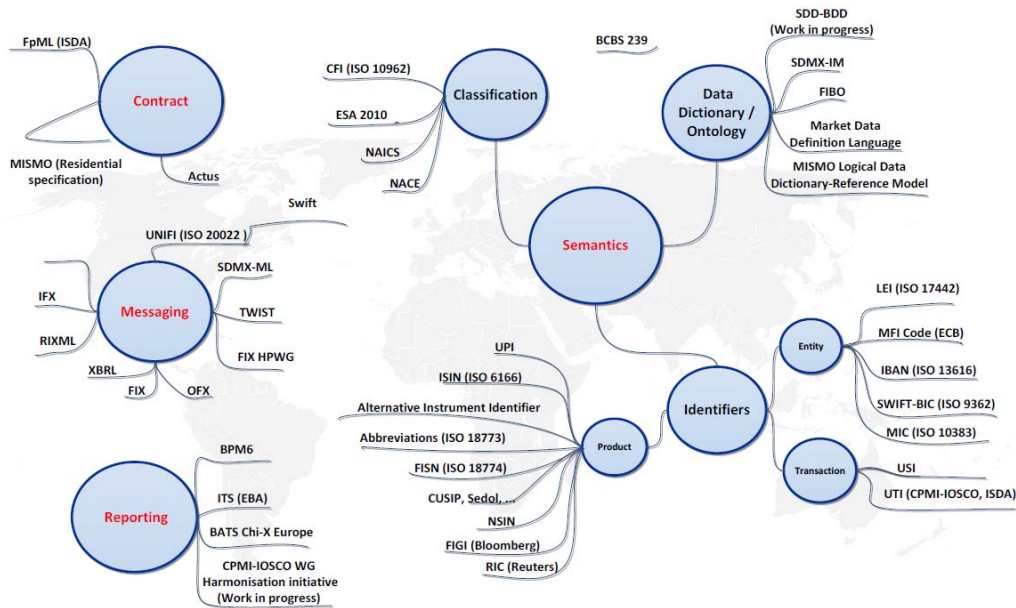 FpML (ISDA)
Contract
MISMO (Residential
specification)
Actus
CFI (ISO 10962)
ESA 2010
NAICS
NACE
Classification
BCBS 239
Data
Dictionary /
Ontology
SDD-BDD
(Work in progress)
SDMX-IM
FIBO
Market Data
Definition Language
MISMO Logical Data
Dictionary-Reference Model
Semantics
Swift
UNIFI (ISO 20022 )
Messaging
SDMX-ML
TWIST
FIX HPWG
IFX
RIXML
XBRL
FIX
OFX
Identifiers
Entity
LEI (ISO 17442)
MFI Code (ECB)
IBAN (ISO 13616)
SWIFT-BIC (ISO 9362)
MIC (ISO 10383)
Transaction
USI
UTI (CPMI-IOSCO, ISDA)
Product
UPI
ISIN (ISO 6166)
Alternative Instrument Identifier
Abbreviations (ISO 18773)
FISN (ISO 18774)
CUSIP, Sedol, ...
NSIN
FIGI (Bloomberg)
RIC (Reuters)
Reporting
BPM6
ITS (EBA)
BATS Chi-X Europe
CPMI-IOSCO WG
Harmonisation initiative
(Work in progress)